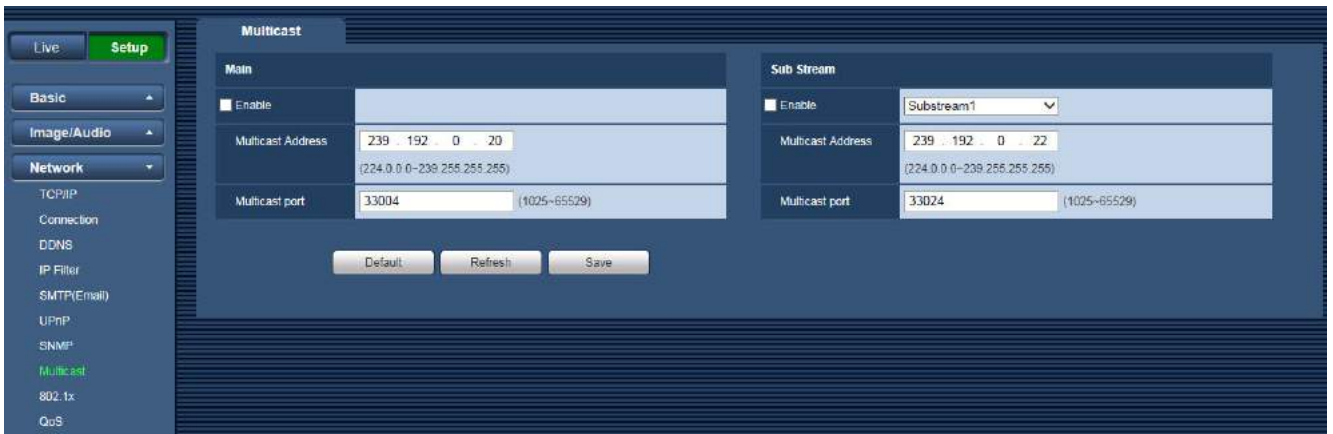 Live Setup
Basic
Image/Audio
Network
TCP/IP
Connection
DDNS
IP Filter
SMTP(Email)
UPnP
SNMP
Multicast
802.1x
QoS
Multicast
Main
Enable
Multicast Address 239 . 192 . 0 . 20
(224.0.0.0~239.255.255.255)
Multicast port 33004 (1025~65529)
Sub Stream
Enable Substream1
Multicast Address 239 . 192 . 0 . 22
(224.0.0.0~239.255.255.255)
Multicast port 33024 (1025~65529)
Default Refresh Save